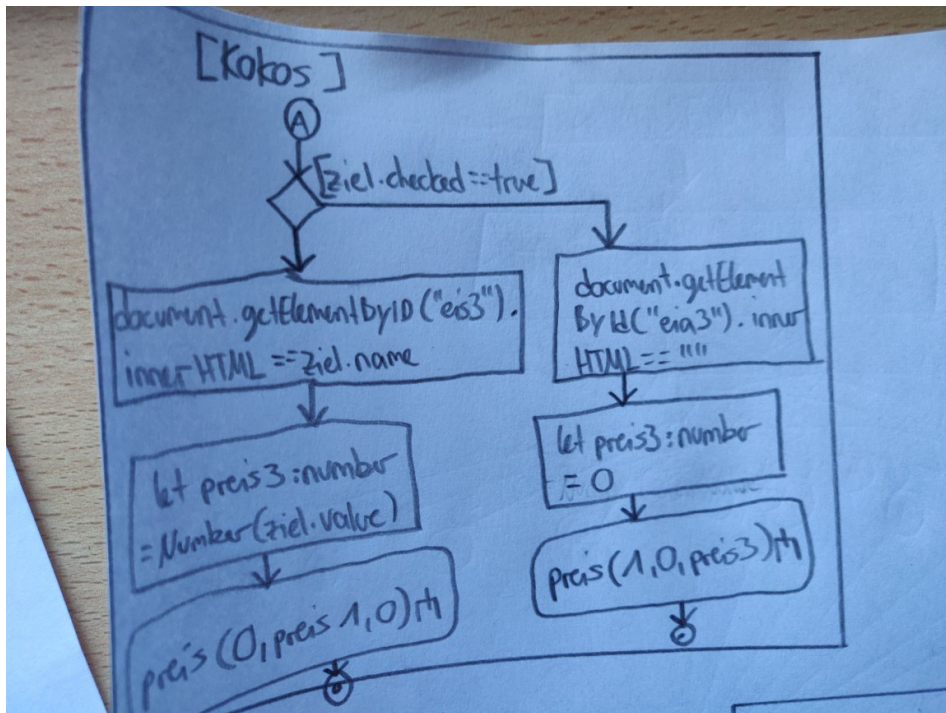 [Kokos]
A
[ziel.checked==true]
document.getElementByID("eis3").
innerHTML ==ziel.name
let preis3:number
=Number(ziel.value)
preis(0,preis1,0)
document.getElement
ById("eia3").inner
HTML == ""
let preis3:number
= 0
preis(1,0,preis3)